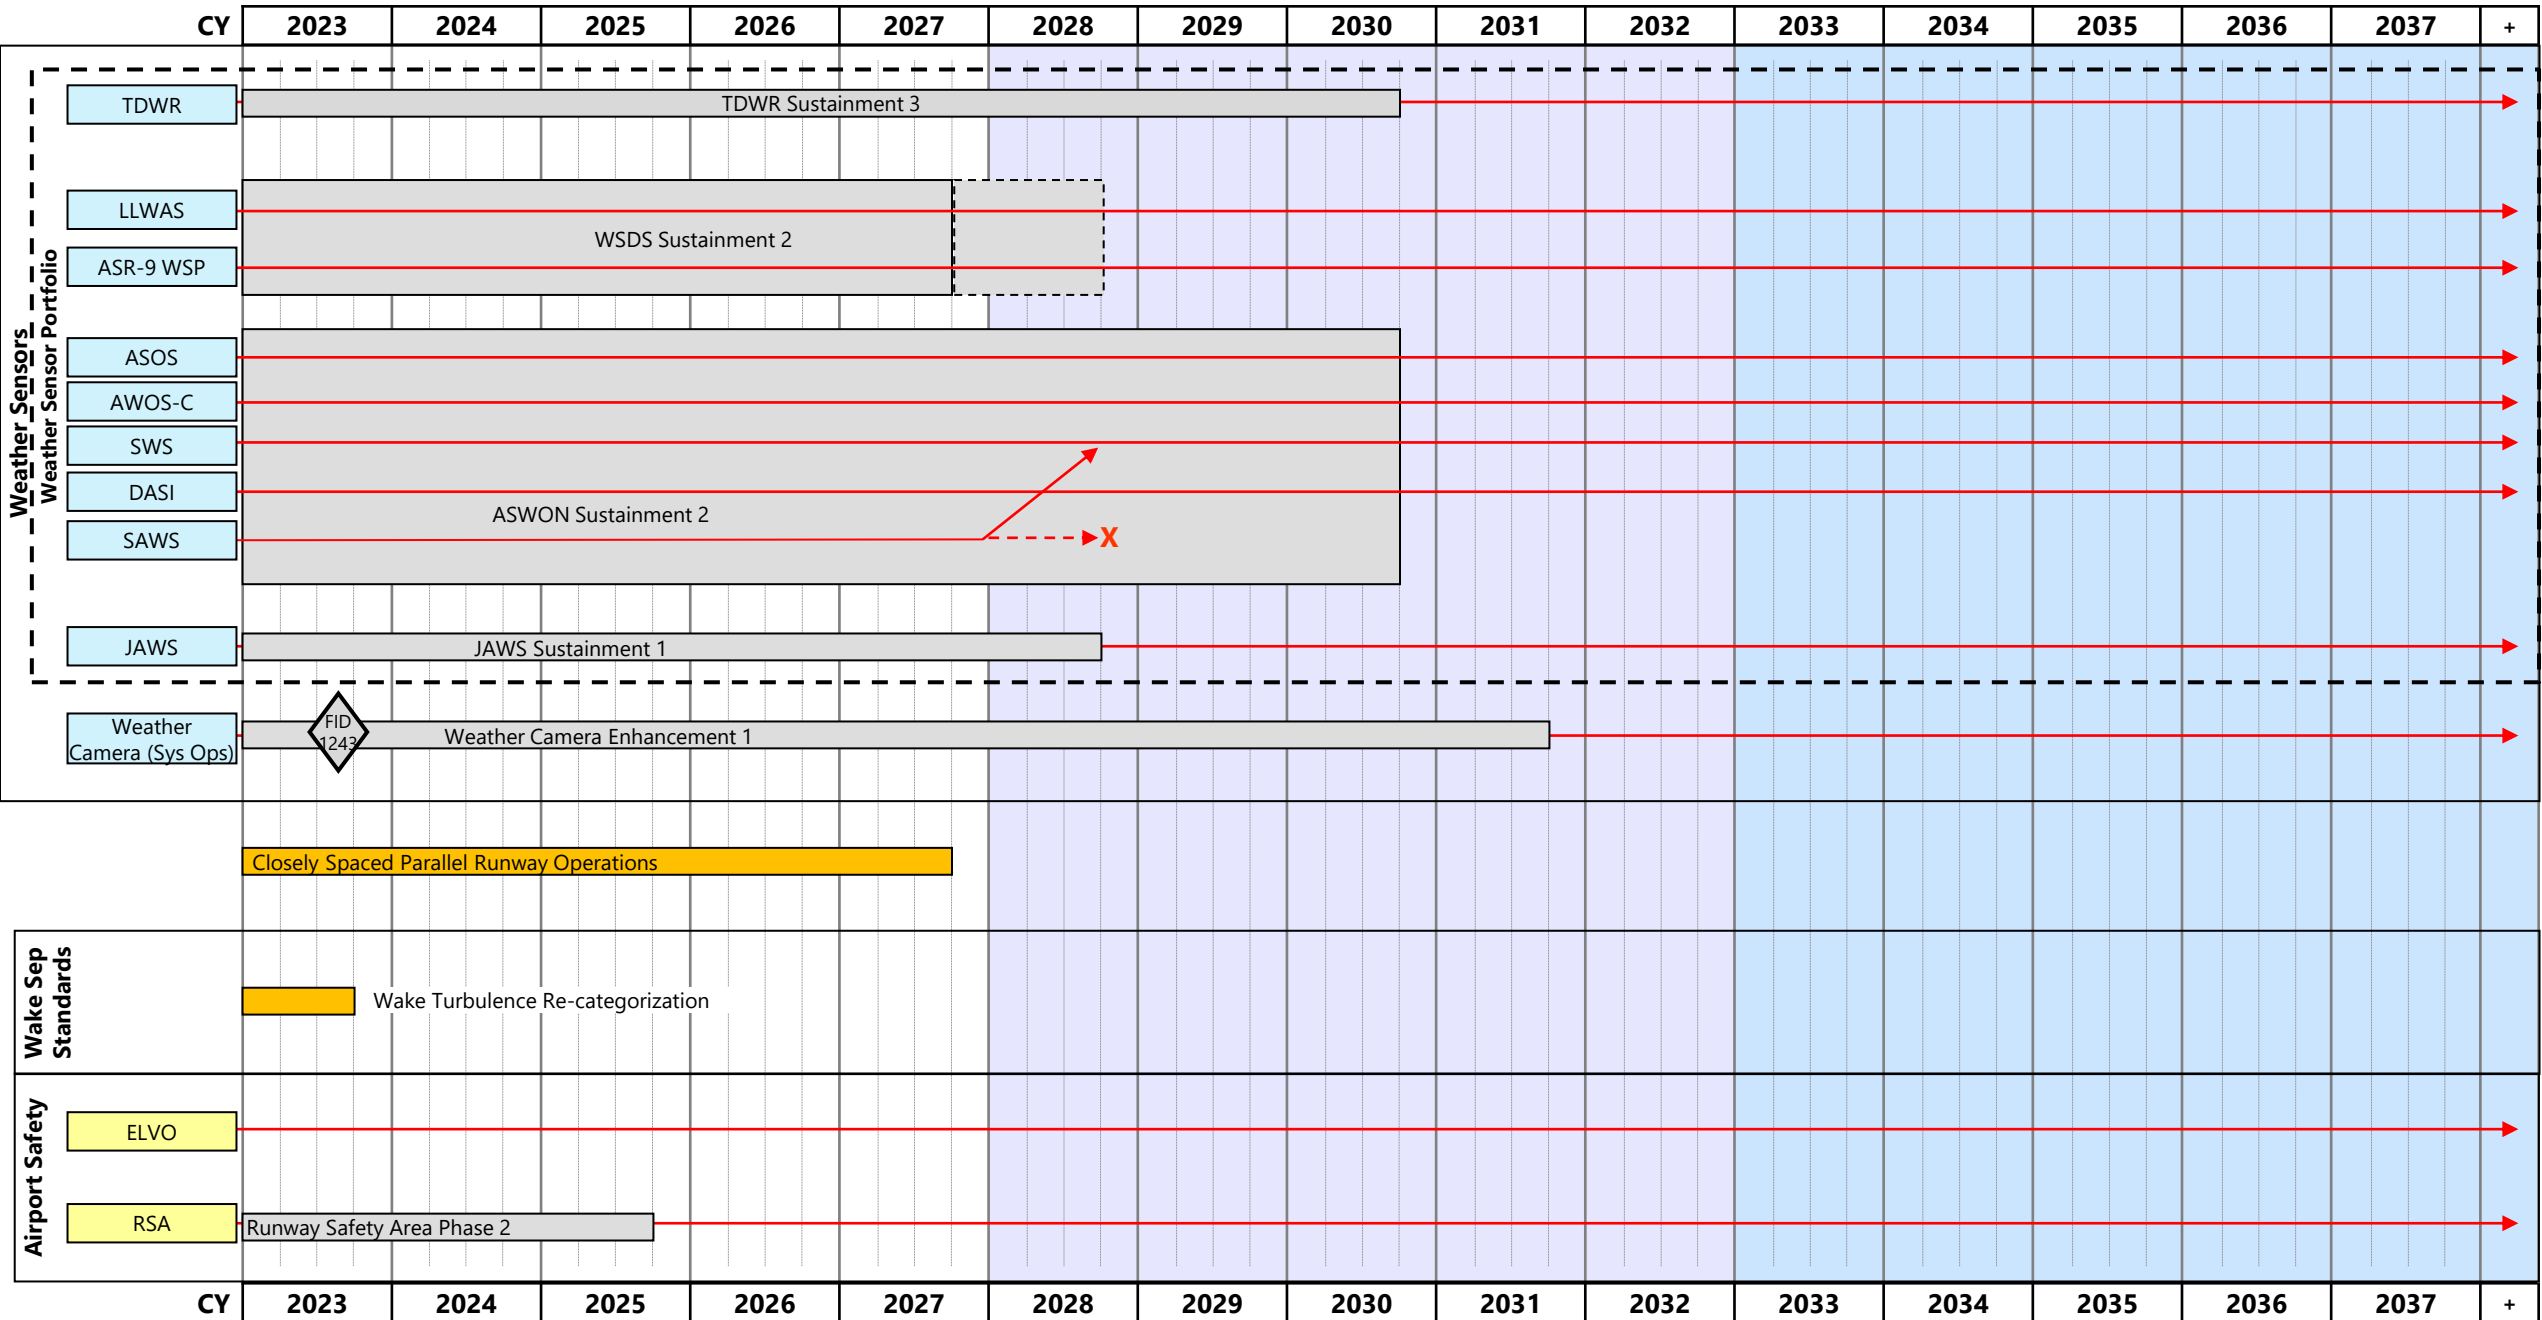 CY 2023 2024 2025 2026 2027 2028 2029 2030 2031 2032 2033 2034 2035 2036 2037 +
Weather Sensors
Weather Sensor Portfolio
TDWR
TDWR Sustainment 3
LLWAS
WSDS Sustainment 2
ASR-9 WSP
ASOS
AWOS-C
SWS
DASI
ASWON Sustainment 2
SAWS
X
JAWS
JAWS Sustainment 1
Weather
Camera (Sys Ops)
FID
1243
Weather Camera Enhancement 1
Closely Spaced Parallel Runway Operations
Wake Sep
Standards
Wake Turbulence Re-categorization
Airport Safety
ELVO
RSA
Runway Safety Area Phase 2
CY 2023 2024 2025 2026 2027 2028 2029 2030 2031 2032 2033 2034 2035 2036 2037 +